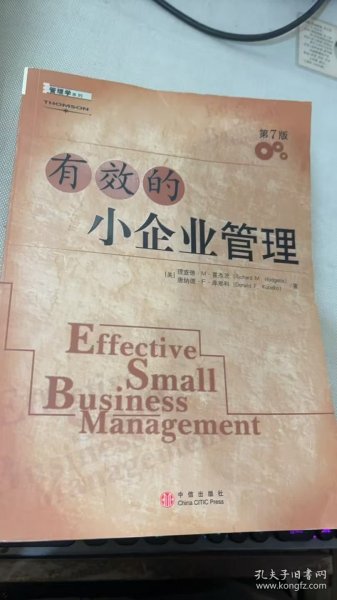 管理学系列
THOMSON
第7版
有效的
小企业管理
[美] 理查德·M·霍杰茨 (Richard M. Hodgetts)
唐纳德·F·库洛科 (Donald F. Kuratko) 著
Effective
Small
Business
Management
中信出版社
China CITIC Press
孔夫子旧书网
www.kongfz.com